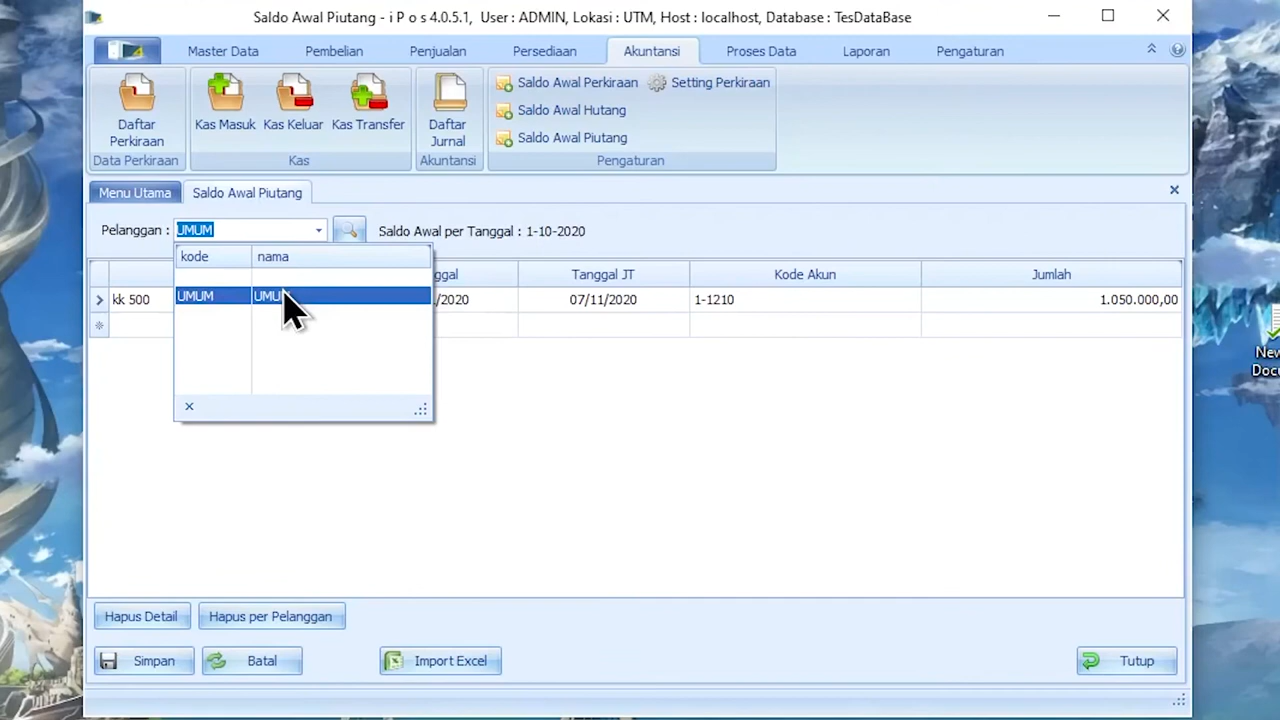 Saldo Awal Piutang - i P o s 4.0.5.1, User : ADMIN, Lokasi : UTM, Host : localhost, Database : TesDataBase
Master Data Pembelian Penjualan Persediaan Akuntansi Proses Data Laporan Pengaturan
Daftar Perkiraan
Kas Masuk
Kas Keluar
Kas Transfer
Daftar Jurnal
Saldo Awal Perkiraan
Setting Perkiraan
Saldo Awal Hutang
Saldo Awal Piutang
Data Perkiraan
Kas
Akuntansi
Pengaturan
Menu Utama
Saldo Awal Piutang
Pelanggan : UMUM
Saldo Awal per Tanggal : 1-10-2020
kode nama
UMUM
Tanggal JT Kode Akun Jumlah
kk 500 07/11/2020 1-1210 1.050.000,00
Hapus Detail
Hapus per Pelanggan
Simpan
Batal
Import Excel
Tutup
New